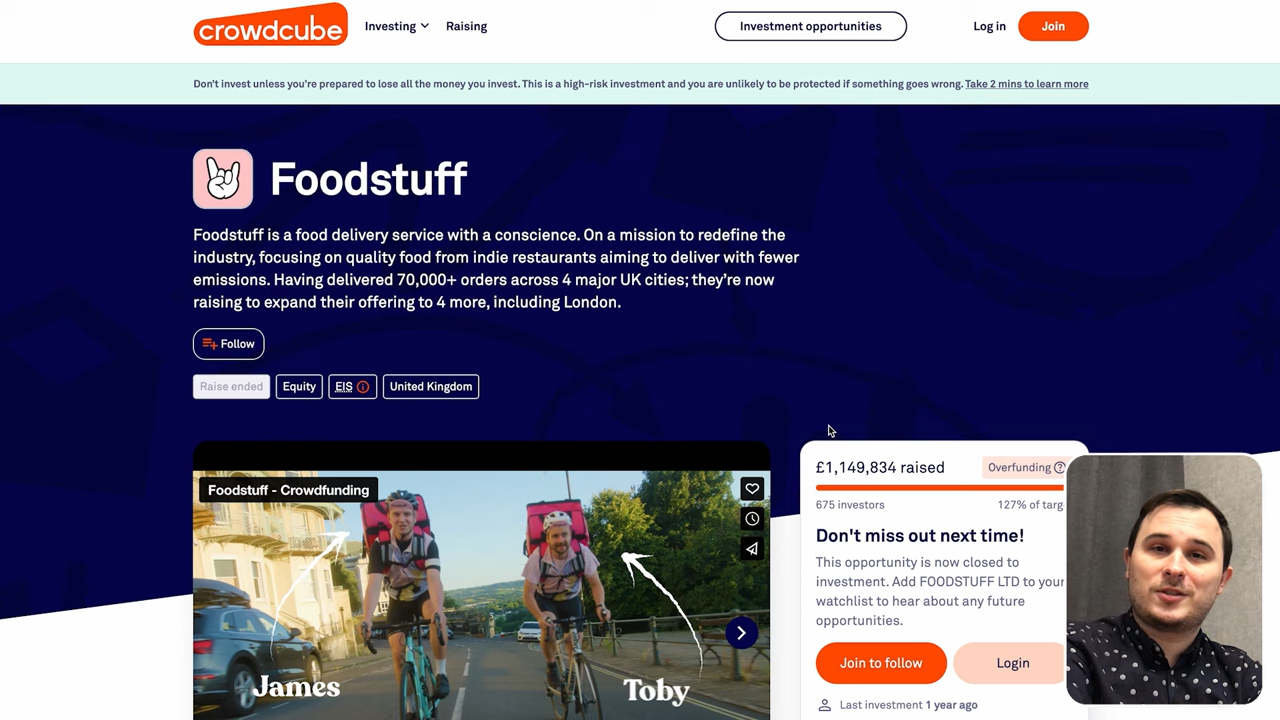 crowdcube
Investing
Raising
Investment opportunities
Log in
Join
Don't invest unless you're prepared to lose all the money you invest. This is a high-risk investment and you are unlikely to be protected if something goes wrong. Take 2 mins to learn more
Foodstuff
Foodstuff is a food delivery service with a conscience. On a mission to redefine the
industry, focusing on quality food from indie restaurants aiming to deliver with fewer
emissions. Having delivered 70,000+ orders across 4 major UK cities; they're now
raising to expand their offering to 4 more, including London.
Follow
Raise ended
Equity
EIS
United Kingdom
Foodstuff - Crowdfunding
James
Toby
£1,149,834 raised
Overfunding
675 investors
127% of targ
Don't miss out next time!
This opportunity is now closed to
investment. Add FOODSTUFF LTD to your
watchlist to hear about any future
opportunities.
Join to follow
Login
Last investment 1 year ago